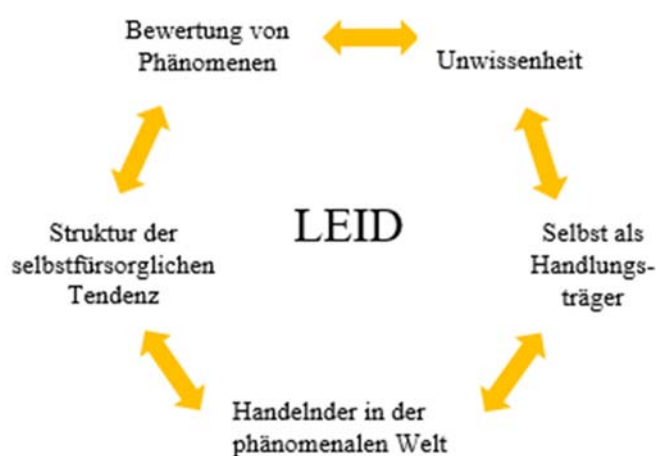 Bewertung von
Phänomenen
Unwissenheit
LEID
Struktur der
selbstfürsorglichen
Tendenz
Selbst als
Handlungs-
träger
Handelnder in der
phänomenalen Welt